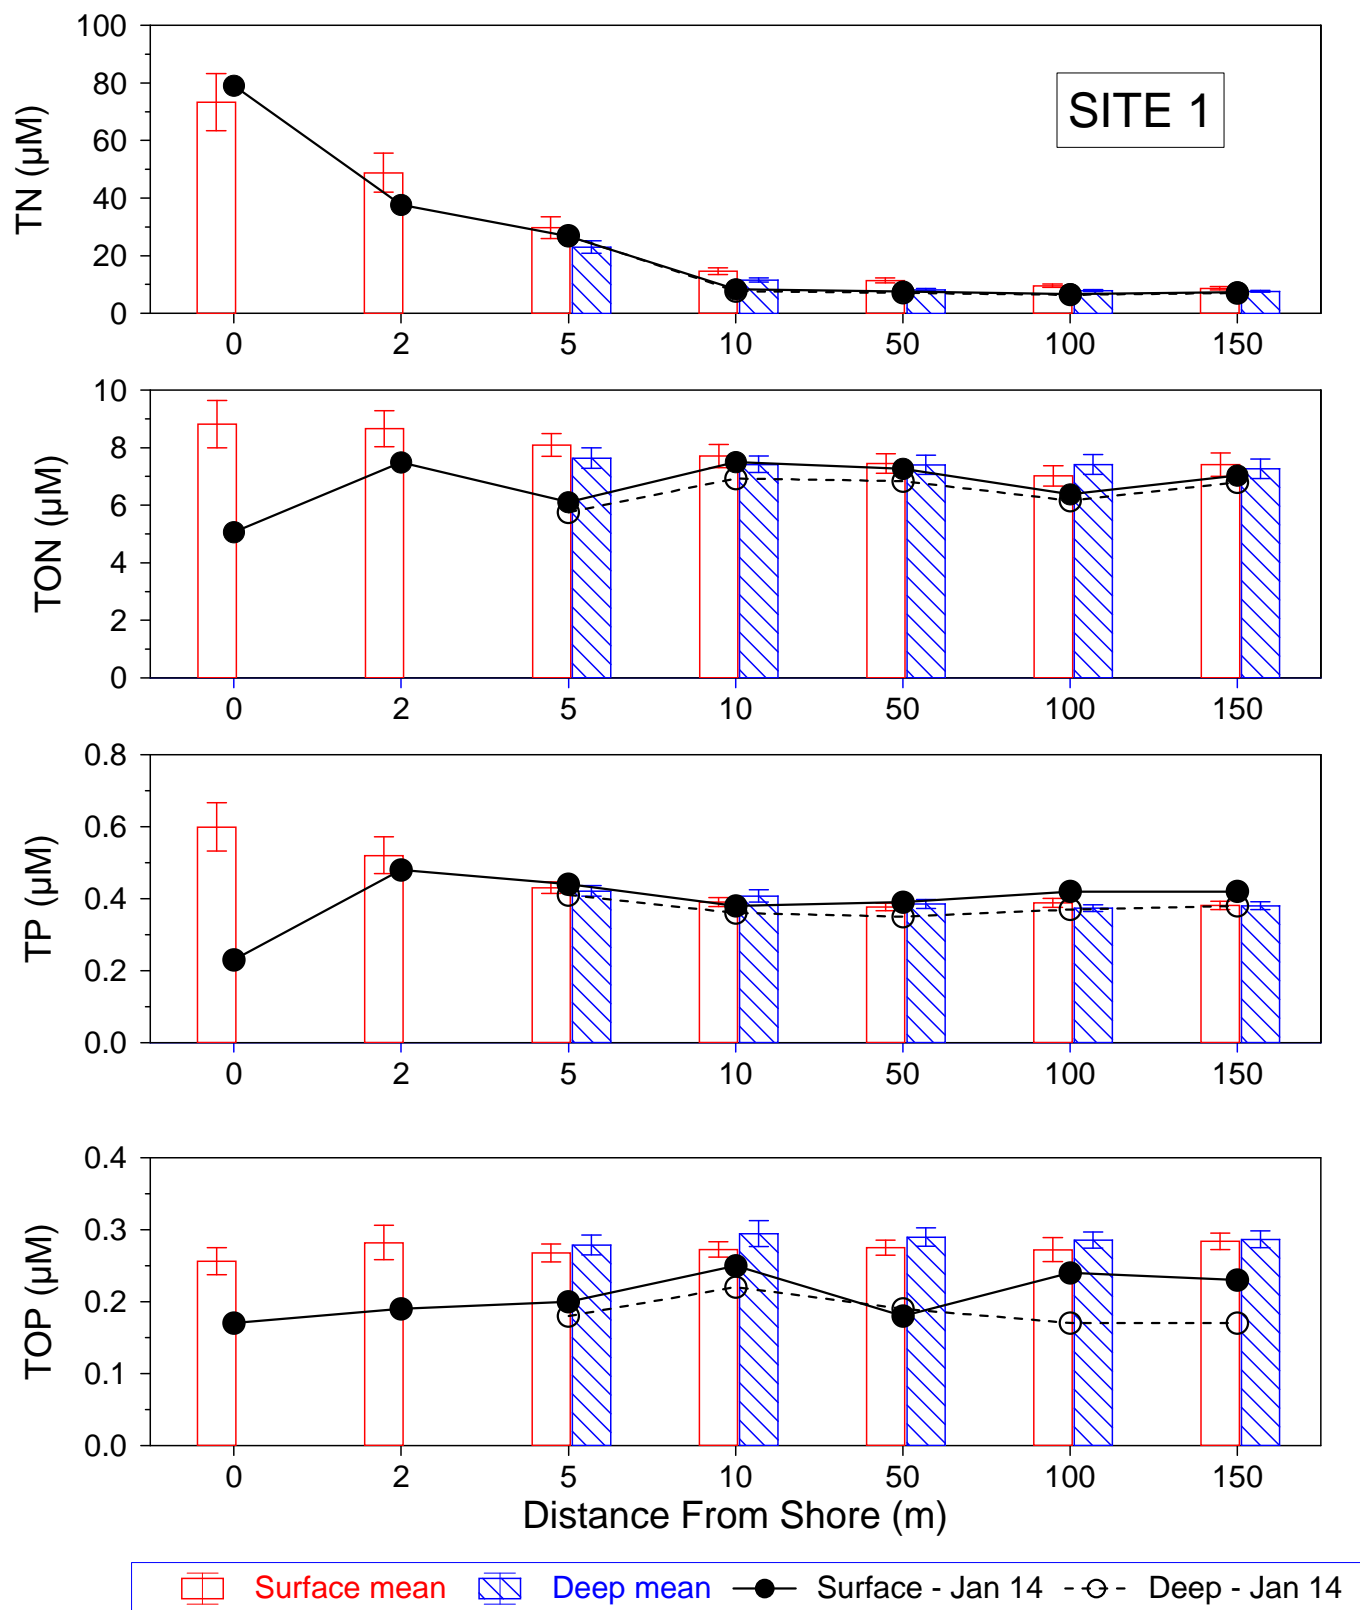 SITE 1
TN (µM)
100
80
60
40
20
0
0 2 5 10 50 100 150
TON (µM)
10
8
6
4
2
0
0 2 5 10 50 100 150
TP (µM)
0.8
0.6
0.4
0.2
0.0
0 2 5 10 50 100 150
TOP (µM)
0.4
0.3
0.2
0.1
0.0
0 2 5 10 50 100 150
Distance From Shore (m)
Surface mean Deep mean Surface - Jan 14 Deep - Jan 14